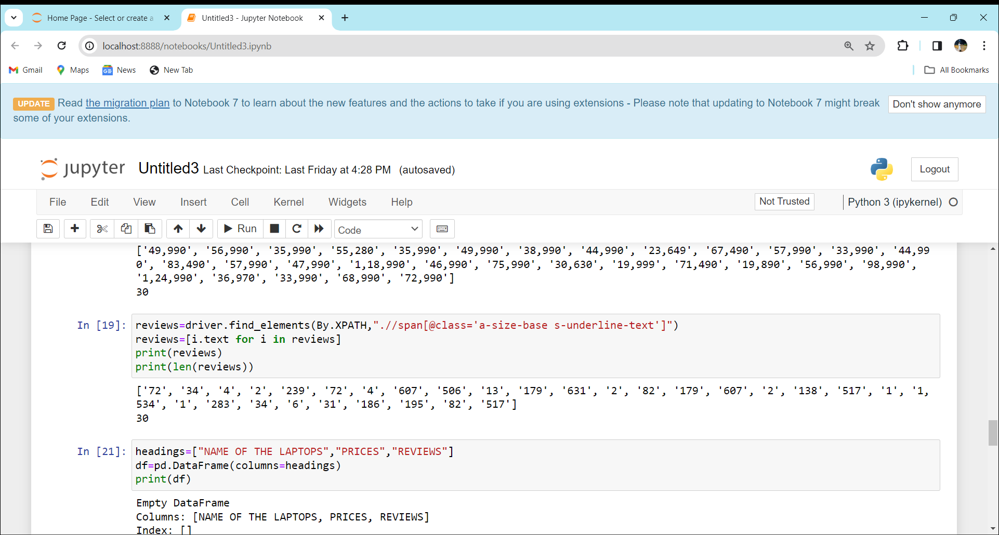 Home Page - Select or create a
Untitled3 - Jupyter Notebook
localhost:8888/notebooks/Untitled3.ipynb
Gmail Maps News New Tab All Bookmarks
UPDATE Read the migration plan to Notebook 7 to learn about the new features and the actions to take if you are using extensions - Please note that updating to Notebook 7 might break
some of your extensions.
Don't show anymore
jupyter Untitled3 Last Checkpoint: Last Friday at 4:28 PM (autosaved)
Logout
File Edit View Insert Cell Kernel Widgets Help Not Trusted Python 3 (ipykernel)
Run Code
['49,990', '56,990', '35,990', '55,280', '35,990', '49,990', '38,990', '44,990', '23,649', '67,490', '57,990', '33,990', '44,99
0', '83,490', '57,990', '47,990', '1,18,990', '46,990', '75,990', '30,630', '19,999', '71,490', '19,890', '56,990', '98,990',
'1,24,990', '36,970', '33,990', '68,990', '72,990']
30
In [19]: reviews=driver.find_elements(By.XPATH,".//span[@class='a-size-base s-underline-text']")
reviews=[i.text for i in reviews]
print(reviews)
print(len(reviews))
['72', '34', '4', '2', '239', '72', '4', '607', '506', '13', '179', '631', '2', '82', '179', '607', '2', '138', '517', '1', '1,
534', '1', '283', '34', '6', '31', '186', '195', '82', '517']
30
In [21]: headings=["NAME OF THE LAPTOPS","PRICES","REVIEWS"]
df=pd.DataFrame(columns=headings)
print(df)
Empty DataFrame
Columns: [NAME OF THE LAPTOPS, PRICES, REVIEWS]
Index: []